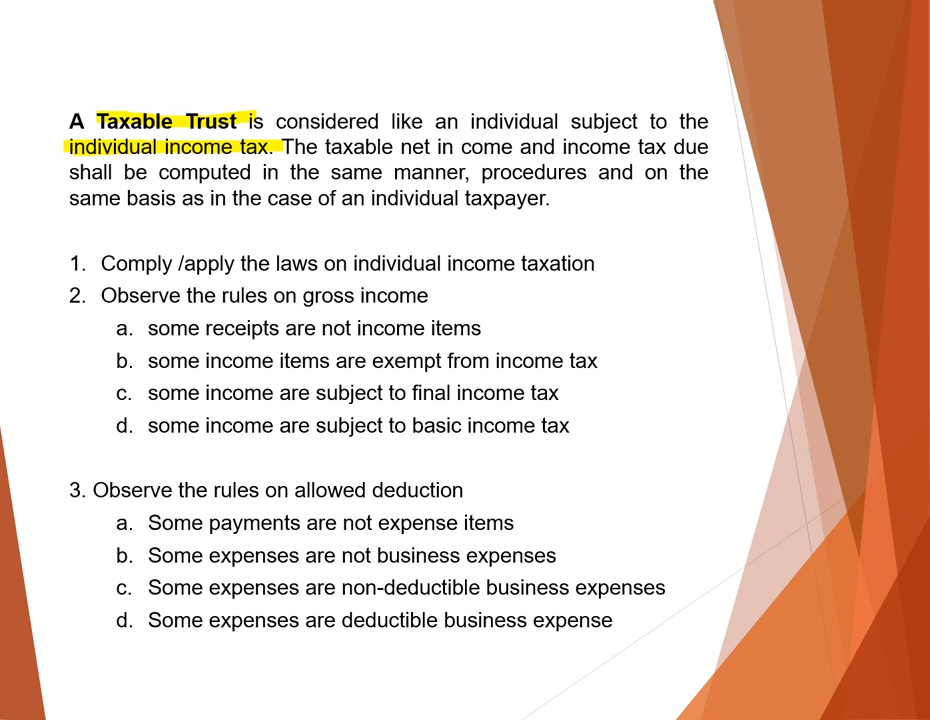 A Taxable Trust is considered like an individual subject to the
individual income tax. The taxable net in come and income tax due
shall be computed in the same manner, procedures and on the
same basis as in the case of an individual taxpayer.
1. Comply /apply the laws on individual income taxation
2. Observe the rules on gross income
a. some receipts are not income items
b. some income items are exempt from income tax
c. some income are subject to final income tax
d. some income are subject to basic income tax
3. Observe the rules on allowed deduction
a. Some payments are not expense items
b. Some expenses are not business expenses
c. Some expenses are non-deductible business expenses
d. Some expenses are deductible business expense